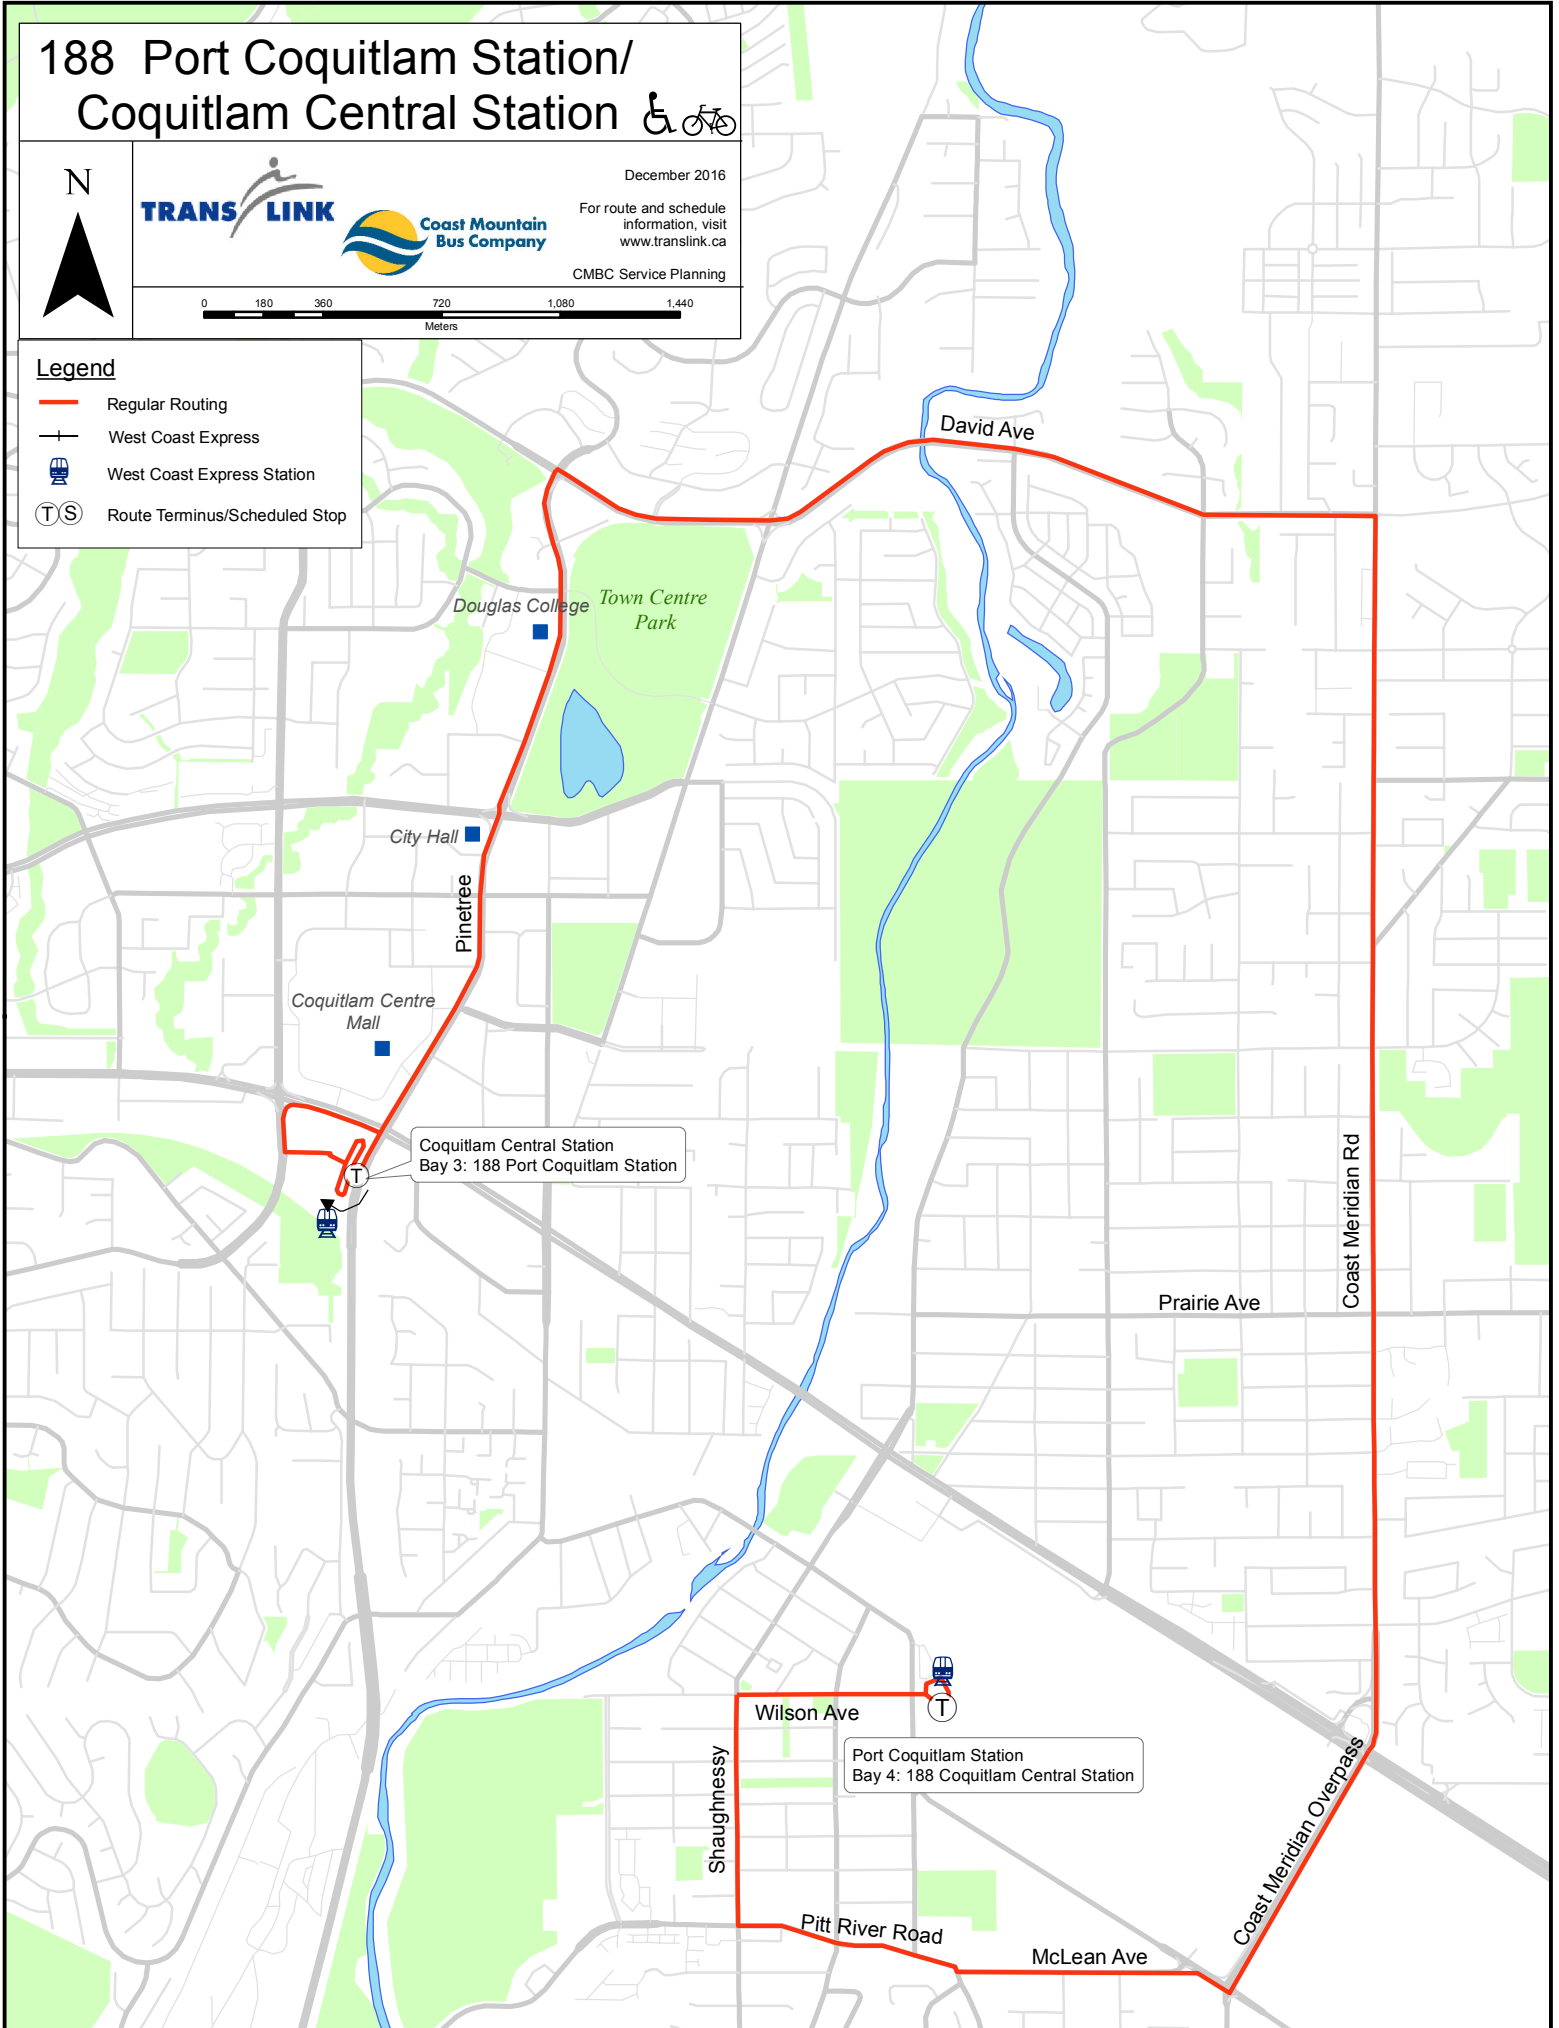 188 Port Coquitlam Station/
Coquitlam Central Station
N
TRANS LINK
Coast Mountain
Bus Company
December 2016
For route and schedule
information, visit
www.translink.ca
CMBC Service Planning
0 180 360 720 1,080 1,440
Meters
Legend
Regular Routing
West Coast Express
West Coast Express Station
T S Route Terminus/Scheduled Stop
David Ave
Douglas College
Town Centre
Park
City Hall
Pinetree
Coquitlam Centre
Mall
Coquitlam Central Station
Bay 3: 188 Port Coquitlam Station
T
Coast Meridian Rd
Prairie Ave
Wilson Ave
T
Port Coquitlam Station
Bay 4: 188 Coquitlam Central Station
Shaughnessy
Coast Meridian Overpass
Pitt River Road
McLean Ave